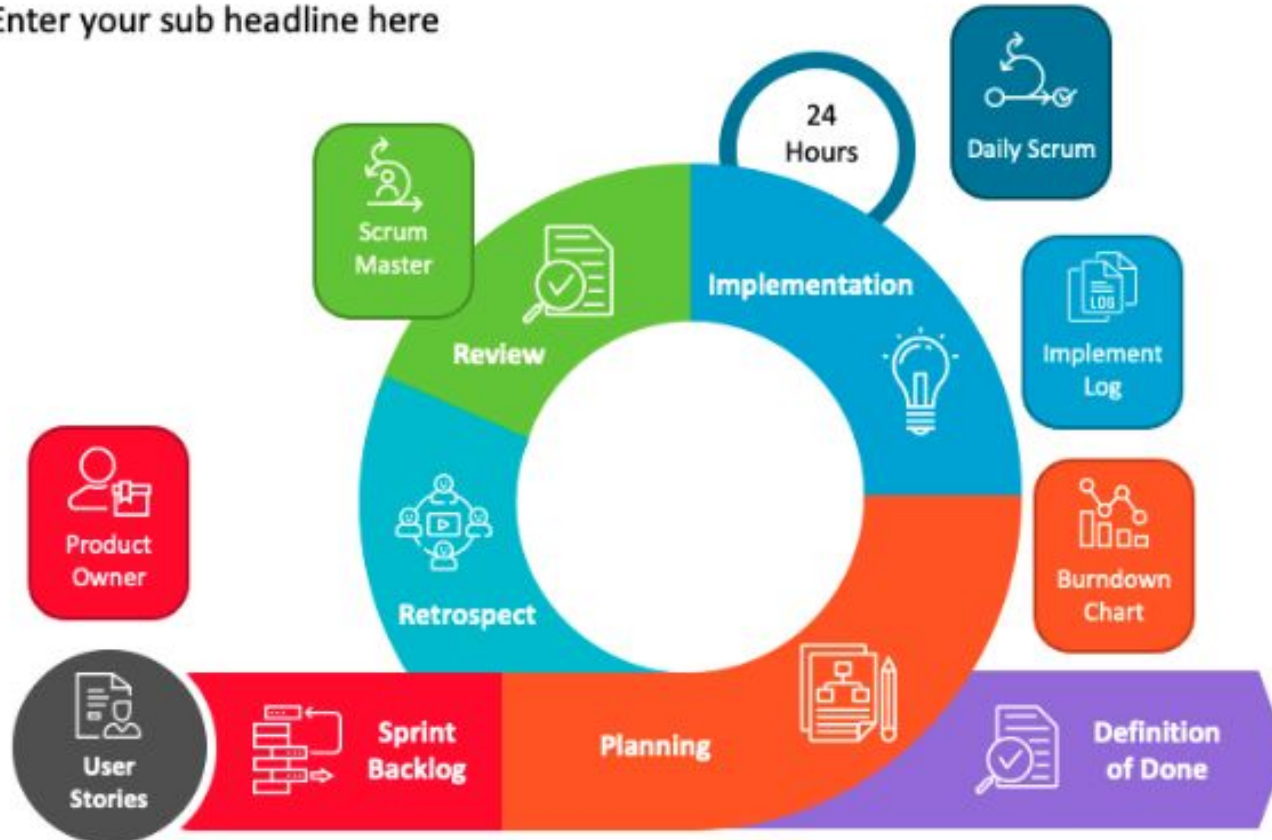 Enter your sub headline here
24
Hours
Daily Scrum
Scrum
Master
Implementation
Review
LOG
Implement
Log
Product
Owner
Retrospect
Burndown
Chart
User
Stories
Sprint
Backlog
Planning
Definition
of Done